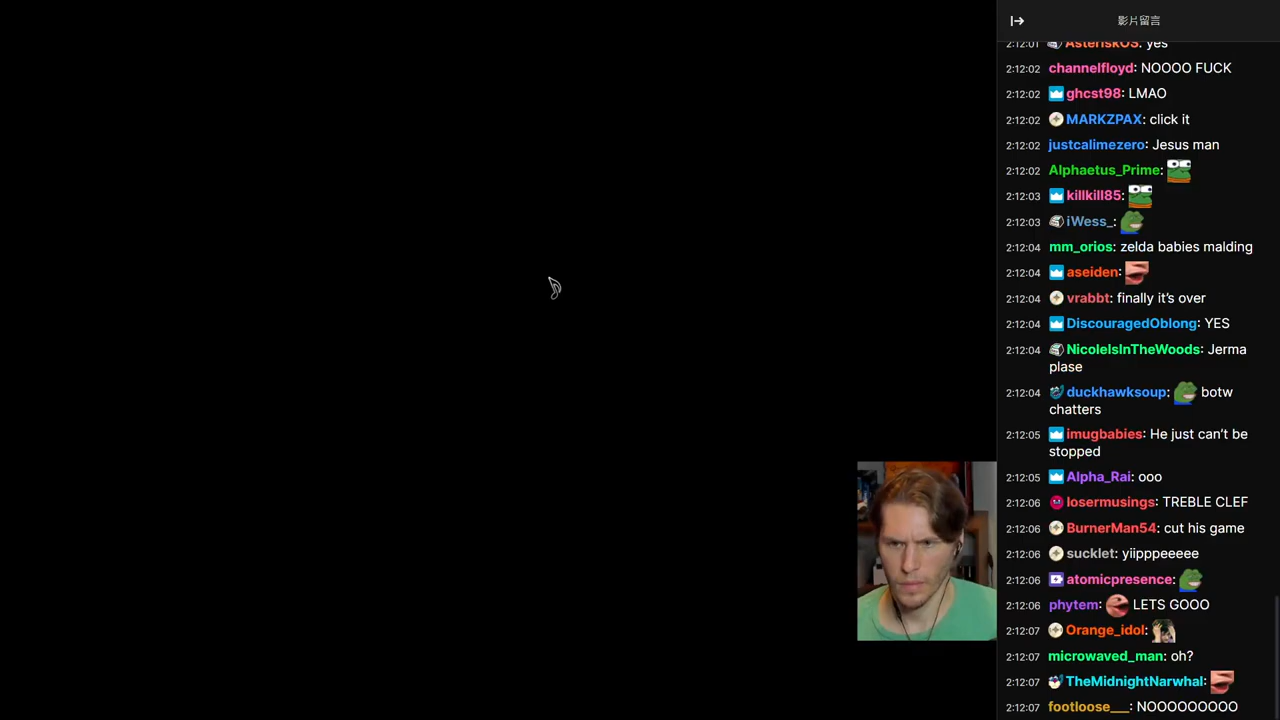 影片留言
2:12:01 AsteriskOS: yes
2:12:02 channelfloyd: NOOOO FUCK
2:12:02 ghcst98: LMAO
2:12:02 MARKZPAX: click it
2:12:02 justcalimezero: Jesus man
2:12:02 Alphaetus_Prime:
2:12:03 killkill85:
2:12:03 iWess_:
2:12:04 mm_orios: zelda babies malding
2:12:04 aseiden:
2:12:04 vrabbt: finally it’s over
2:12:04 DiscouragedOblong: YES
2:12:04 NicoleIsInTheWoods: Jerma
plase
2:12:04 duckhawksoup: botw
chatters
2:12:05 imugbabies: He just can’t be
stopped
2:12:05 Alpha_Rai: ooo
2:12:06 losermusings: TREBLE CLEF
2:12:06 BurnerMan54: cut his game
2:12:06 sucklet: yiipppeeeee
2:12:06 atomicpresence:
2:12:06 phytem: LETS GOOO
2:12:07 Orange_idol:
2:12:07 microwaved_man: oh?
2:12:07 TheMidnightNarwhal:
2:12:07 footloose___: NOOOOOOOOO